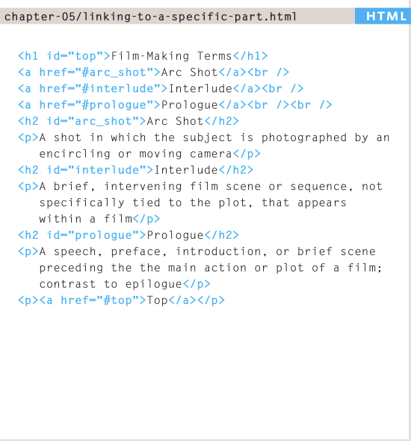 chapter-05/linking-to-a-specific-part.html HTML
<h1 id="top">Film-Making Terms</h1>
<a href="#arc_shot">Arc Shot</a><br />
<a href="#interlude">Interlude</a><br />
<a href="#prologue">Prologue</a><br /><br />
<h2 id="arc_shot">Arc Shot</h2>
<p>A shot in which the subject is photographed by an
encircling or moving camera</p>
<h2 id="interlude">Interlude</h2>
<p>A brief, intervening film scene or sequence, not
specifically tied to the plot, that appears
within a film</p>
<h2 id="prologue">Prologue</h2>
<p>A speech, preface, introduction, or brief scene
preceding the the main action or plot of a film;
contrast to epilogue</p>
<p><a href="#top">Top</a></p>